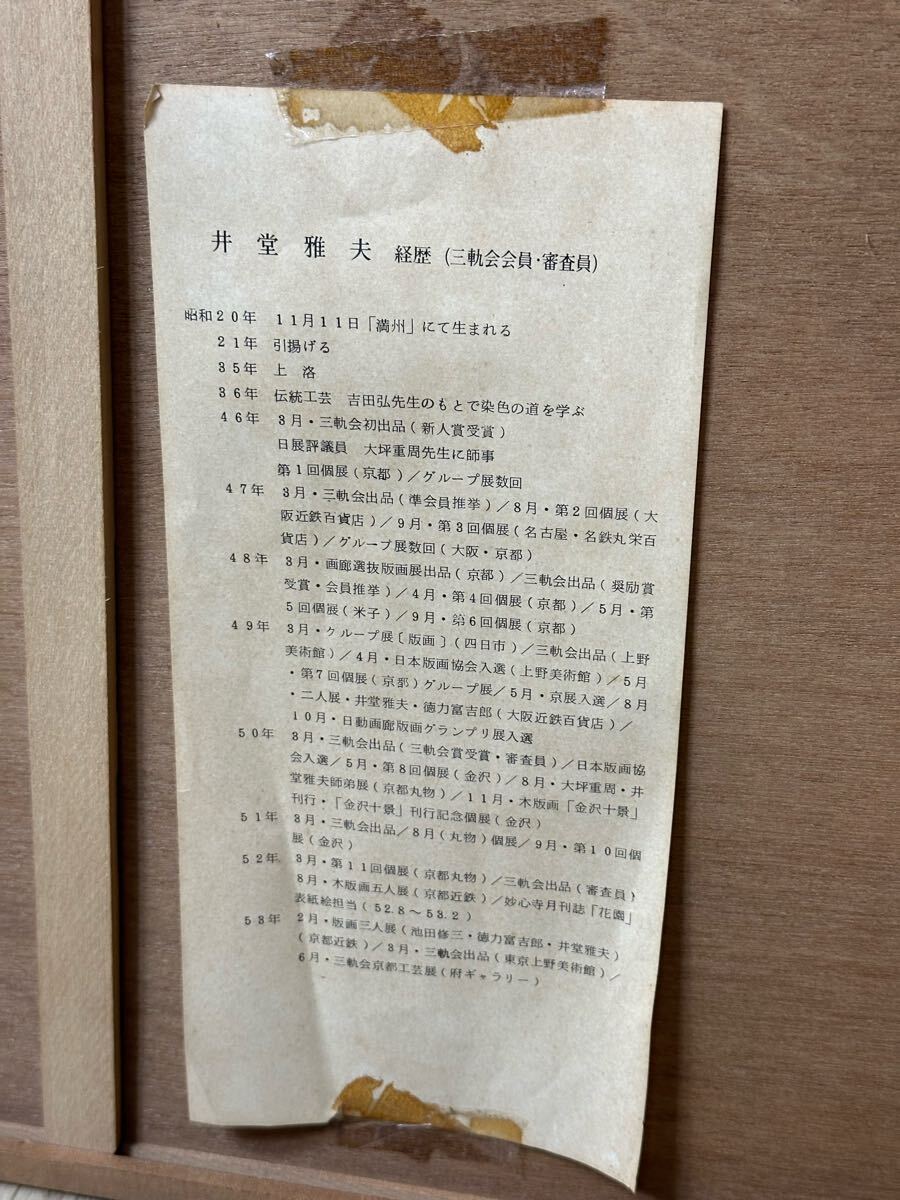 井堂雅夫 経歴 (三軌会会員・審査員)
昭和20年 11月11日「満州」にて生まれる
21年 引揚げる
35年 上洛
36年 伝統工芸 吉田弘先生のもとで染色の道を学ぶ
46年 3月・三軌会初出品(新人賞受賞)
日展評議員 大坪重周先生に師事
第1回個展(京都)/グループ展数回
47年 3月・三軌会出品(準会員推挙)/8月・第2回個展(大
阪近鉄百貨店)/9月・第3回個展(名古屋・名鉄丸栄百
貨店)/グループ展数回(大阪・京都)
48年 3月・画廊選抜版画展出品(京都)/三軌会出品(奨励賞
受賞・会員推挙)/4月・第4回個展(京都)/5月・第
5回個展(米子)/9月・第6回個展(京都)
49年 3月・グループ展〔版画〕(四日市)/三軌会出品(上野
美術館)/4月・日本版画協会入選(上野美術館)/5月
・第7回個展(京都)グループ展/5月・京展入選/8月
・二人展・井堂雅夫・徳力富吉郎(大阪近鉄百貨店)/
10月・日動画廊版画グランプリ展入選
50年 3月・三軌会出品(三軌会賞受賞・審査員)/日本版画協
会入選/5月・第8回個展(金沢)/8月・大坪重周・井
堂雅夫師弟展(京都丸物)/11月・木版画「金沢十景」
刊行・「金沢十景」刊行記念個展(金沢)
51年 3月・三軌会出品/8月(丸物)個展/9月・第10回個
展(金沢)
52年 3月・第11回個展(京都丸物)/三軌会出品(審査員)
8月・木版画五人展(京都近鉄)/妙心寺月刊誌「花園」
表紙絵担当(52.8〜53.2)
53年 2月・版画三人展(池田修三・徳力富吉郎・井堂雅夫)
(京都近鉄)/3月・三軌会出品(東京上野美術館)/
6月・三軌会京都工芸展(府ギャラリー)